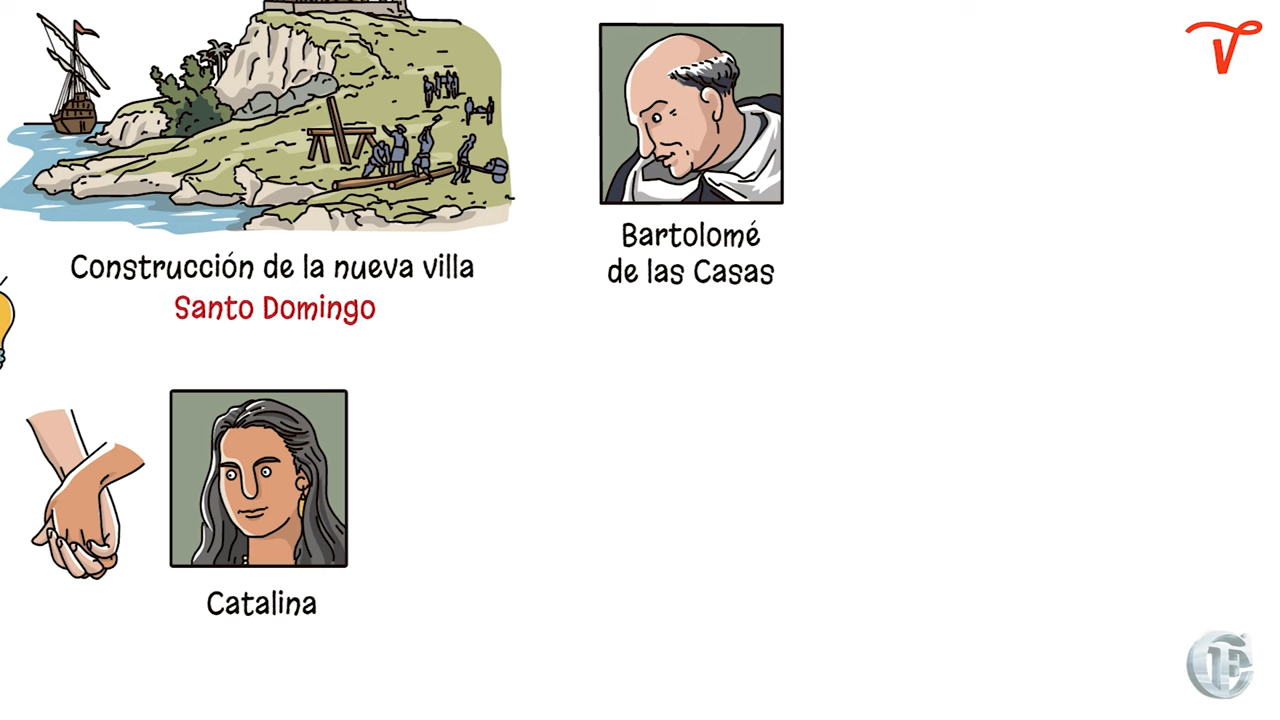 Construcción de la nueva villa
Santo Domingo
Bartolomé
de las Casas
Catalina